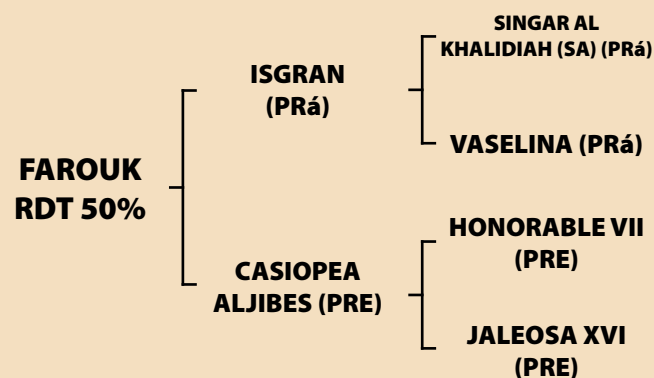 FAROUK
RDT 50%
ISGRAN
(PRá)
CASIOPEA
ALJIBES (PRE)
SINGAR AL
KHALIDIAH (SA) (PRá)
VASELINA (PRá)
HONORABLE VII
(PRE)
JALEOSA XVI
(PRE)